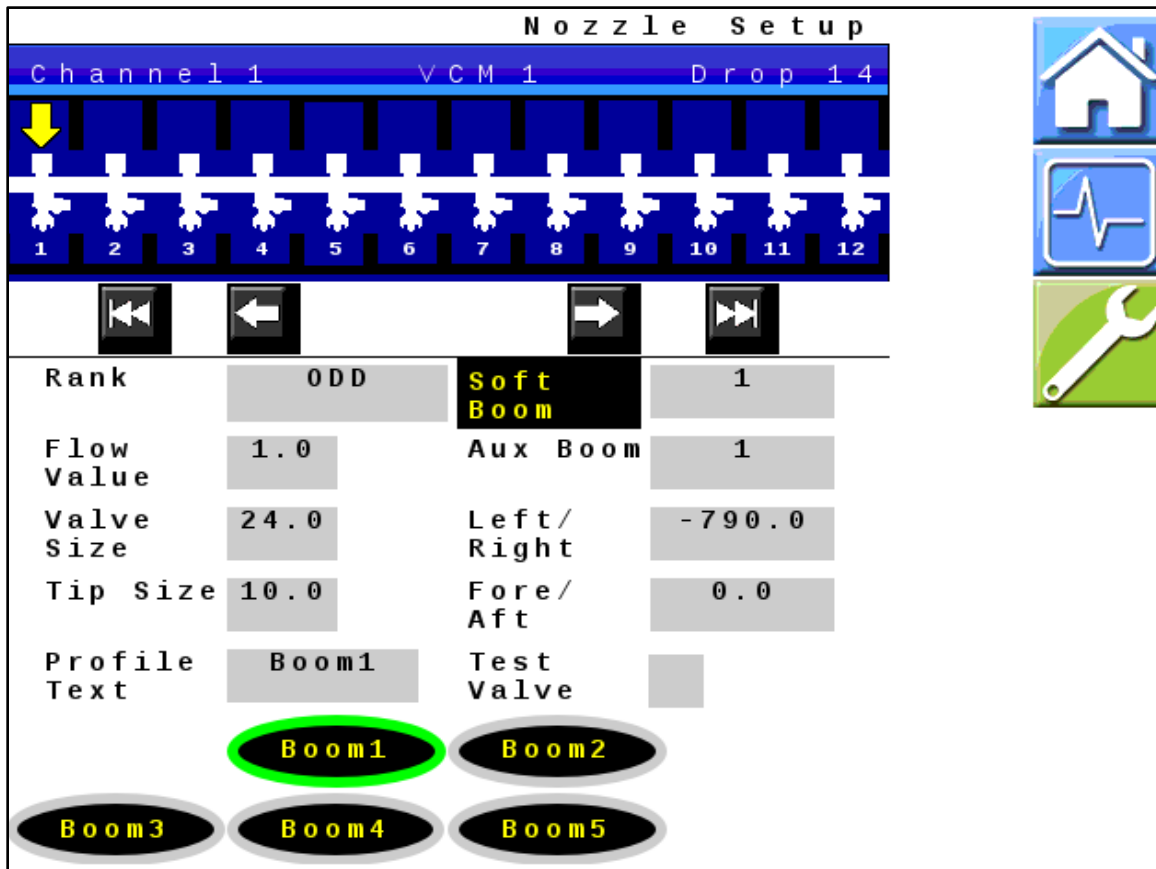 Nozzle Setup
Channel 1 VCM 1 Drop 14
1 2 3 4 5 6 7 8 9 10 11 12
Rank ODD Soft Boom 1
Flow Value 1.0 Aux Boom 1
Valve Size 24.0 Left/ Right -790.0
Tip Size 10.0 Fore/ Aft 0.0
Profile Text Boom1 Test Valve
Boom1 Boom2
Boom3 Boom4 Boom5